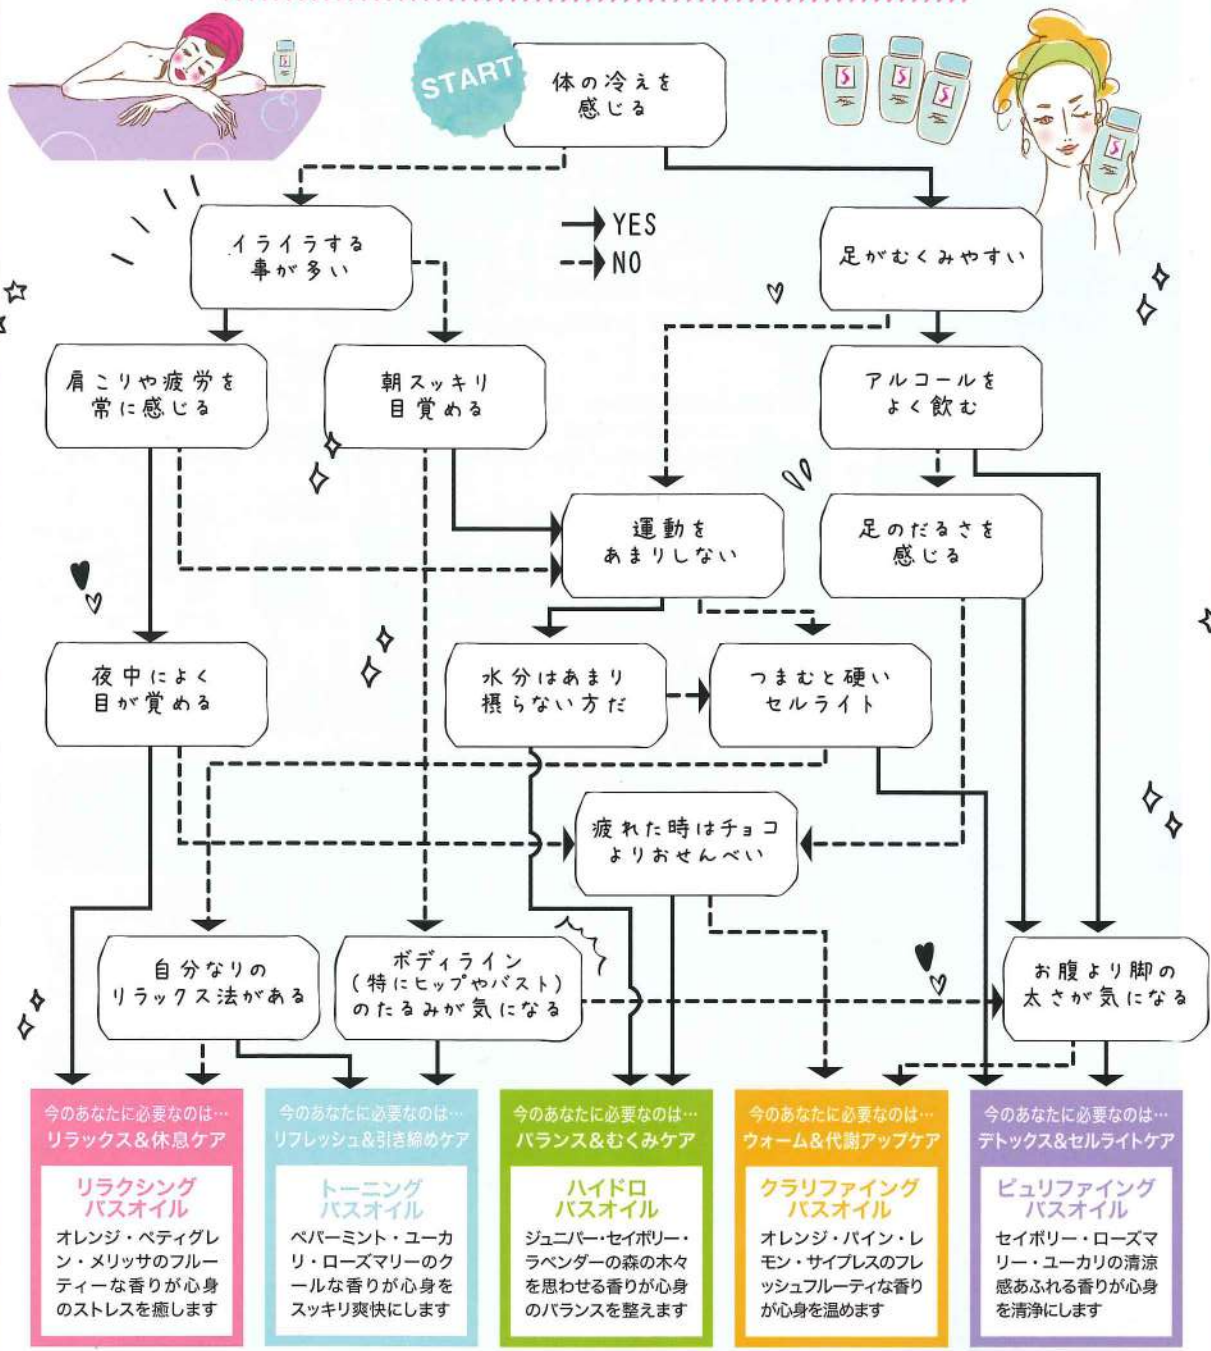 START
体の冷えを
感じる
イライラする
事が多い
YES
NO
足がむくみやすい
肩こりや疲労を
常に感じる
朝スッキリ
目覚める
アルコールを
よく飲む
運動を
あまりしない
足のだるさを
感じる
夜中によく
目が覚める
水分はあまり
摂らない方だ
つまむと硬い
セルライト
疲れた時はチョコ
よりおせんべい
自分なりの
リラックス法がある
ボディライン
(特にヒップやバスト)
のたるみが気になる
お腹より脚の
太さが気になる
今のあなたに必要なのは…
リラックス&休息ケア
リラクシング
バスオイル
オレンジ・ペティグレ
ン・メリッサのフルー
ティーな香りが心身
のストレスを癒します
今のあなたに必要なのは…
リフレッシュ&引き締めケア
トーニング
バスオイル
ペパーミント・ユーカ
リ・ローズマリーのク
ールな香りが心身を
スッキリ爽快にします
今のあなたに必要なのは…
バランス&むくみケア
ハイドロ
バスオイル
ジュニパー・セイボリー・
ラベンダーの森の木々
を思わせる香りが心身
のバランスを整えます
今のあなたに必要なのは…
ウォーム&代謝アップケア
クラリファイング
バスオイル
オレンジ・パイン・レ
モン・サイプレスのフレ
ッシュフルーティな香り
が心身を温めます
今のあなたに必要なのは…
デトックス&セルライトケア
ピュリファイング
バスオイル
セイボリー・ローズマ
リー・ユーカリの清涼
感あふれる香りが心身
を清浄にします